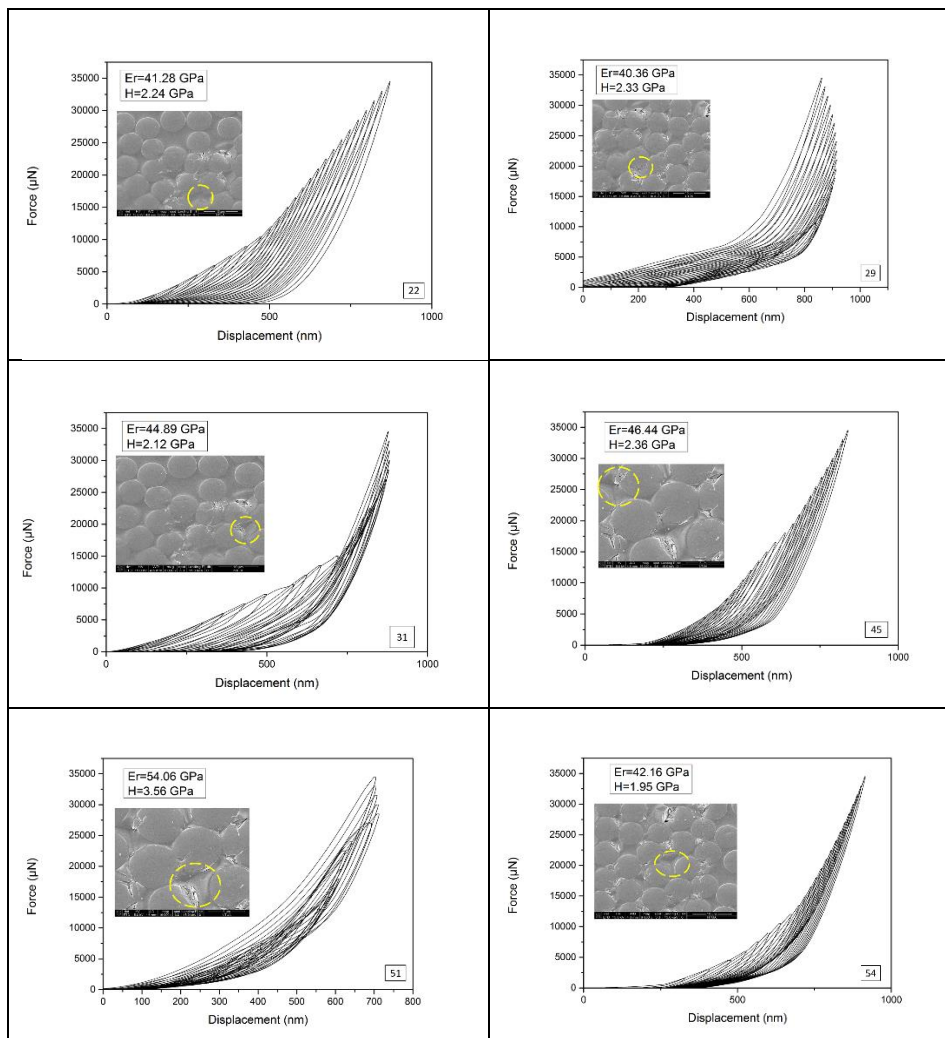 Er=41.28 GPa
H=2.24 GPa
35000
30000
25000
20000
15000
10000
5000
0
Force (µN)
0 500 1000
Displacement (nm)
22
Er=40.36 GPa
H=2.33 GPa
35000
30000
25000
20000
15000
10000
5000
0
Force (µN)
0 200 400 600 800 1000
Displacement (nm)
29
Er=44.89 GPa
H=2.12 GPa
35000
30000
25000
20000
15000
10000
5000
0
Force (µN)
0 500 1000
Displacement (nm)
31
Er=46.44 GPa
H=2.36 GPa
35000
30000
25000
20000
15000
10000
5000
0
Force (µN)
0 500 1000
Displacement (nm)
45
Er=54.06 GPa
H=3.56 GPa
35000
30000
25000
20000
15000
10000
5000
0
Force (µN)
0 100 200 300 400 500 600 700 800
Displacement (nm)
51
Er=42.16 GPa
H=1.95 GPa
35000
30000
25000
20000
15000
10000
5000
0
Force (µN)
0 500 1000
Displacement (nm)
54